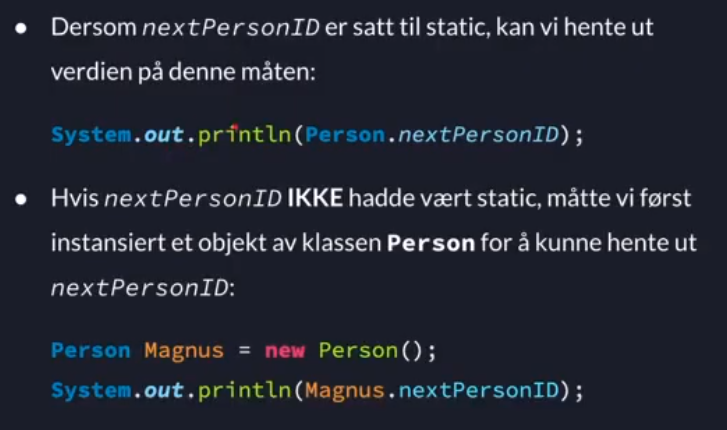 ● Dersom nextPersonID er satt til static, kan vi hente ut
verdien på denne måten:
System.out.println(Person.nextPersonID);
● Hvis nextPersonID IKKE hadde vært static, måtte vi først
instansiert et objekt av klassen Person for å kunne hente ut
nextPersonID:
Person Magnus = new Person();
System.out.println(Magnus.nextPersonID);